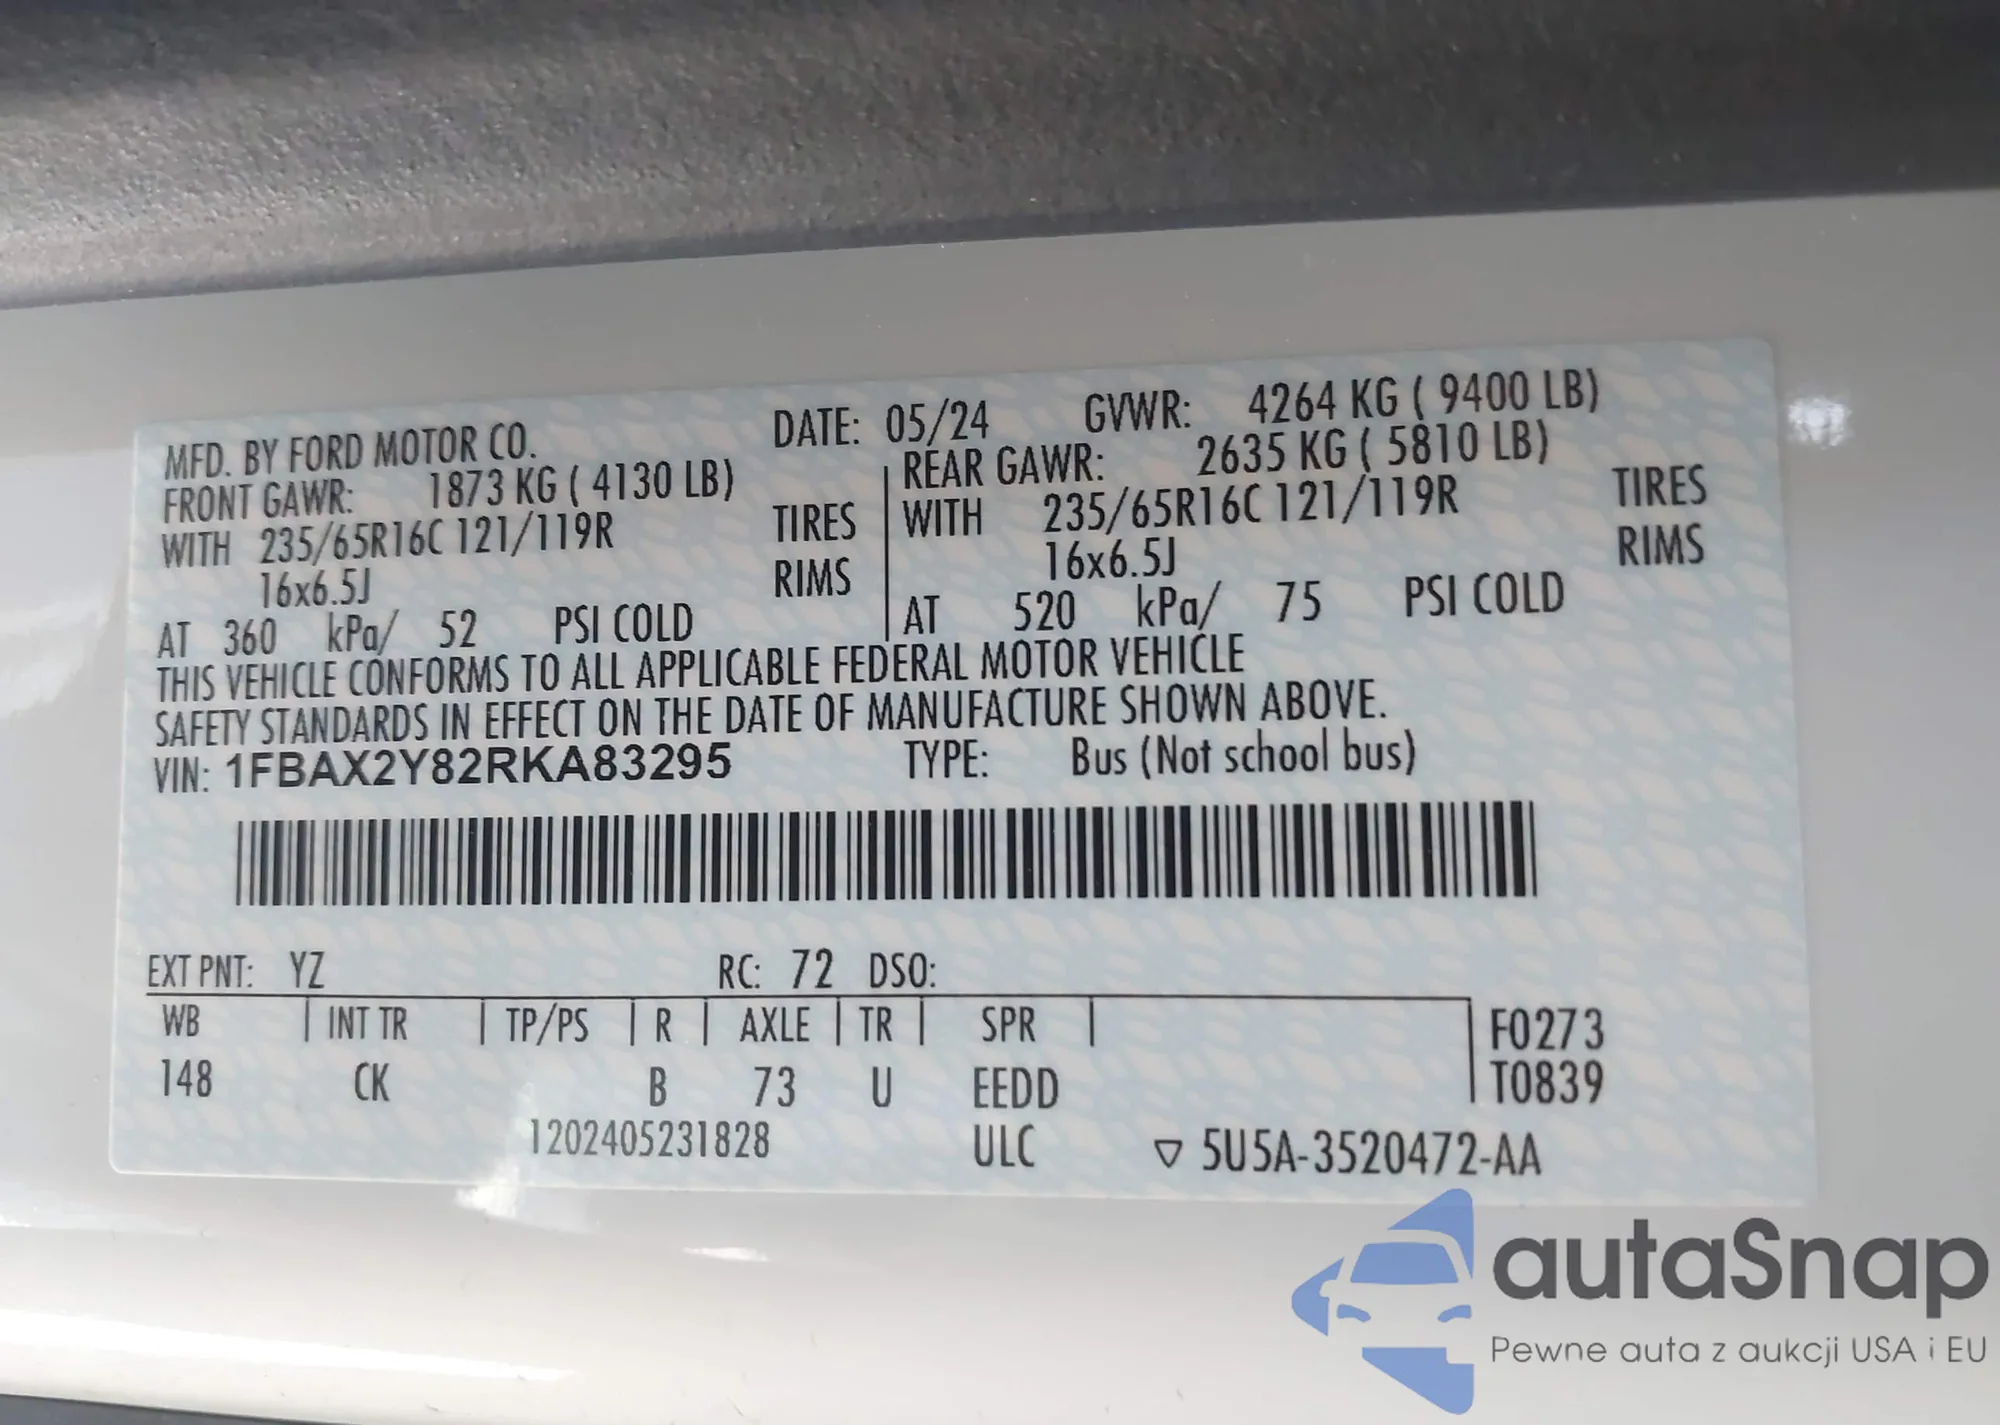 MFD. BY FORD MOTOR CO. DATE: 05/24 GVWR: 4264 KG ( 9400 LB)
FRONT GAWR: 1873 KG ( 4130 LB) REAR GAWR: 2635 KG ( 5810 LB)
WITH 235/65R16C 121/119R TIRES WITH 235/65R16C 121/119R TIRES
16x6.5J RIMS 16x6.5J RIMS
AT 360 kPa/ 52 PSI COLD AT 520 kPa/ 75 PSI COLD
THIS VEHICLE CONFORMS TO ALL APPLICABLE FEDERAL MOTOR VEHICLE
SAFETY STANDARDS IN EFFECT ON THE DATE OF MANUFACTURE SHOWN ABOVE.
VIN: 1FBAX2Y82RKA83295 TYPE: Bus (Not school bus)
EXT PNT: YZ RC: 72 DSO:
WB | INT TR | TP/PS | R | AXLE | TR | SPR | F0273
148 CK B 73 U EEDD T0839
1202405231828 ULC ▽ 5U5A-3520472-AA
autaSnap
Pewne auta z aukcji USA i EU